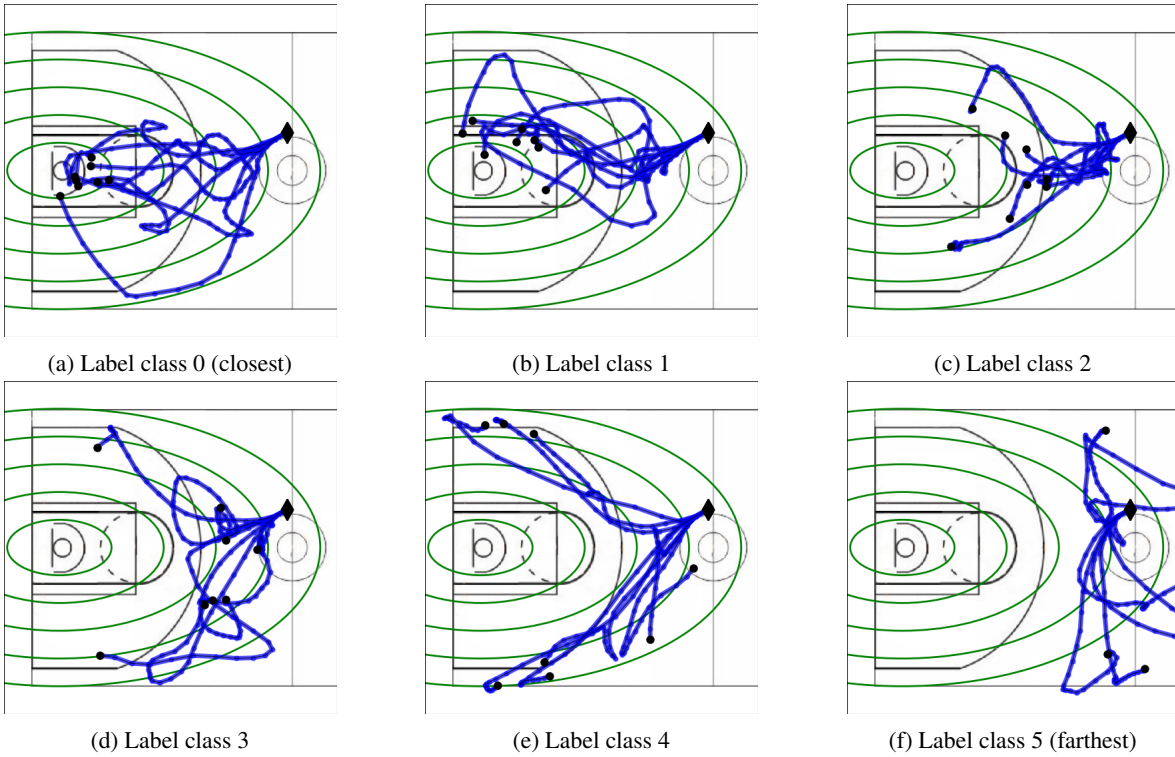 (a) Label class 0 (closest)
(b) Label class 1
(c) Label class 2
(d) Label class 3
(e) Label class 4
(f) Label class 5 (farthest)